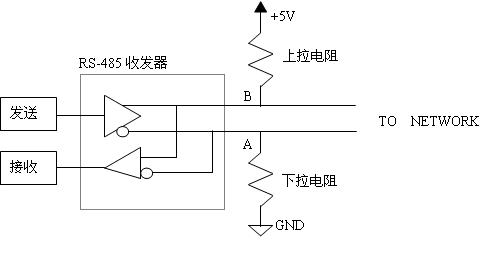 +5V
上拉电阻
RS-485 收发器
B
发送
TO NETWORK
A
接收
下拉电阻
GND